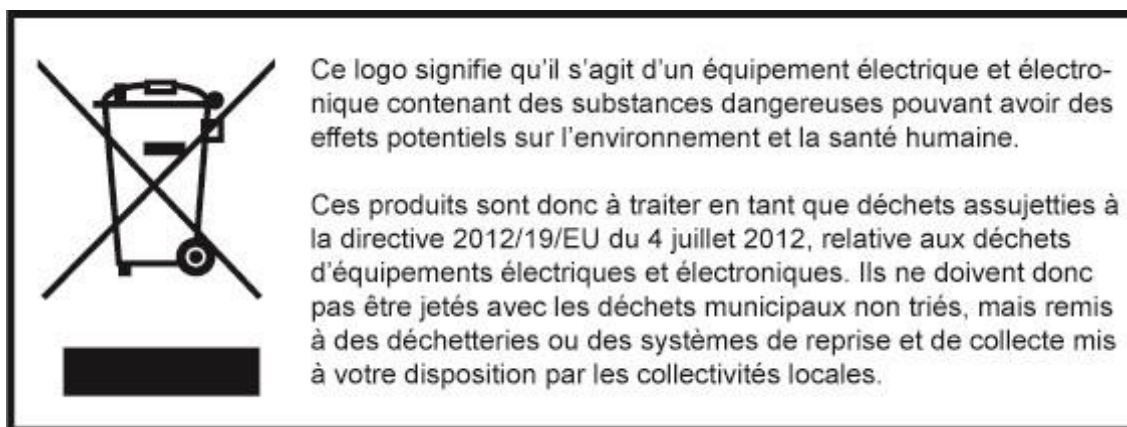 Ce logo signifie qu'il s'agit d'un équipement électrique et électro-
nique contenant des substances dangereuses pouvant avoir des
effets potentiels sur l'environnement et la santé humaine.
Ces produits sont donc à traiter en tant que déchets assujetties à
la directive 2012/19/EU du 4 juillet 2012, relative aux déchets
d'équipements électriques et électroniques. Ils ne doivent donc
pas être jetés avec les déchets municipaux non triés, mais remis
à des déchetteries ou des systèmes de reprise et de collecte mis
à votre disposition par les collectivités locales.